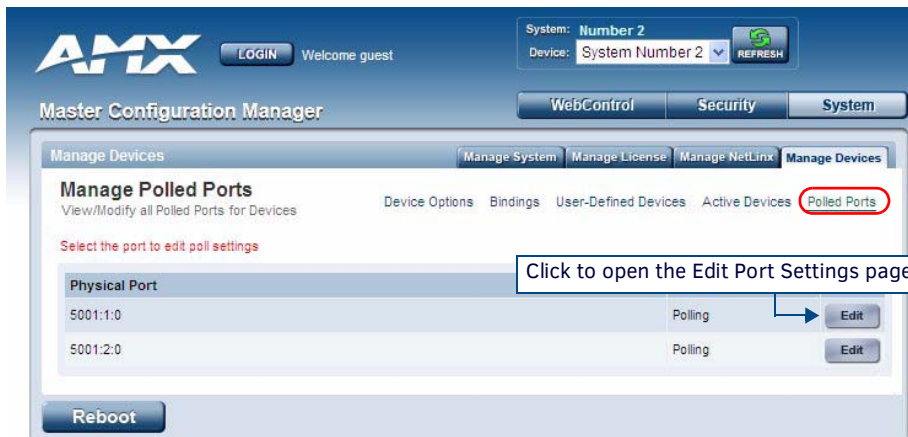 System: Number 2
AMX LOGIN Welcome guest
Device: System Number 2 REFRESH
Master Configuration Manager
WebControl Security System
Manage Devices
Manage System Manage License Manage NetLinx Manage Devices
Manage Polled Ports
View/Modify all Polled Ports for Devices
Device Options Bindings User-Defined Devices Active Devices Polled Ports
Select the port to edit poll settings
Click to open the Edit Port Settings page
Physical Port
5001:1:0 Polling Edit
5001:2:0 Polling Edit
Reboot